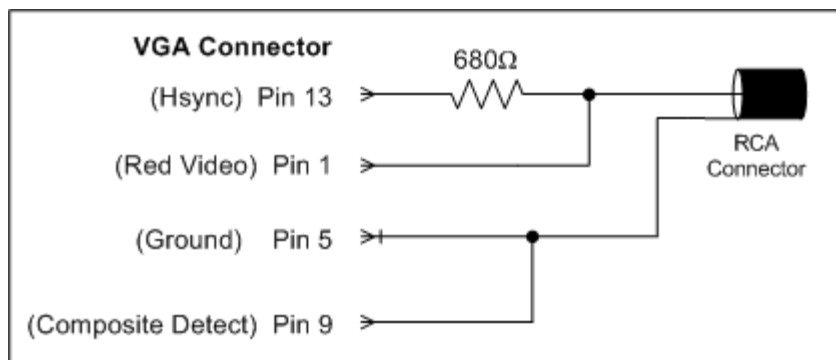 VGA Connector
680Ω
(Hsync) Pin 13
(Red Video) Pin 1
RCA
Connector
(Ground) Pin 5
(Composite Detect) Pin 9